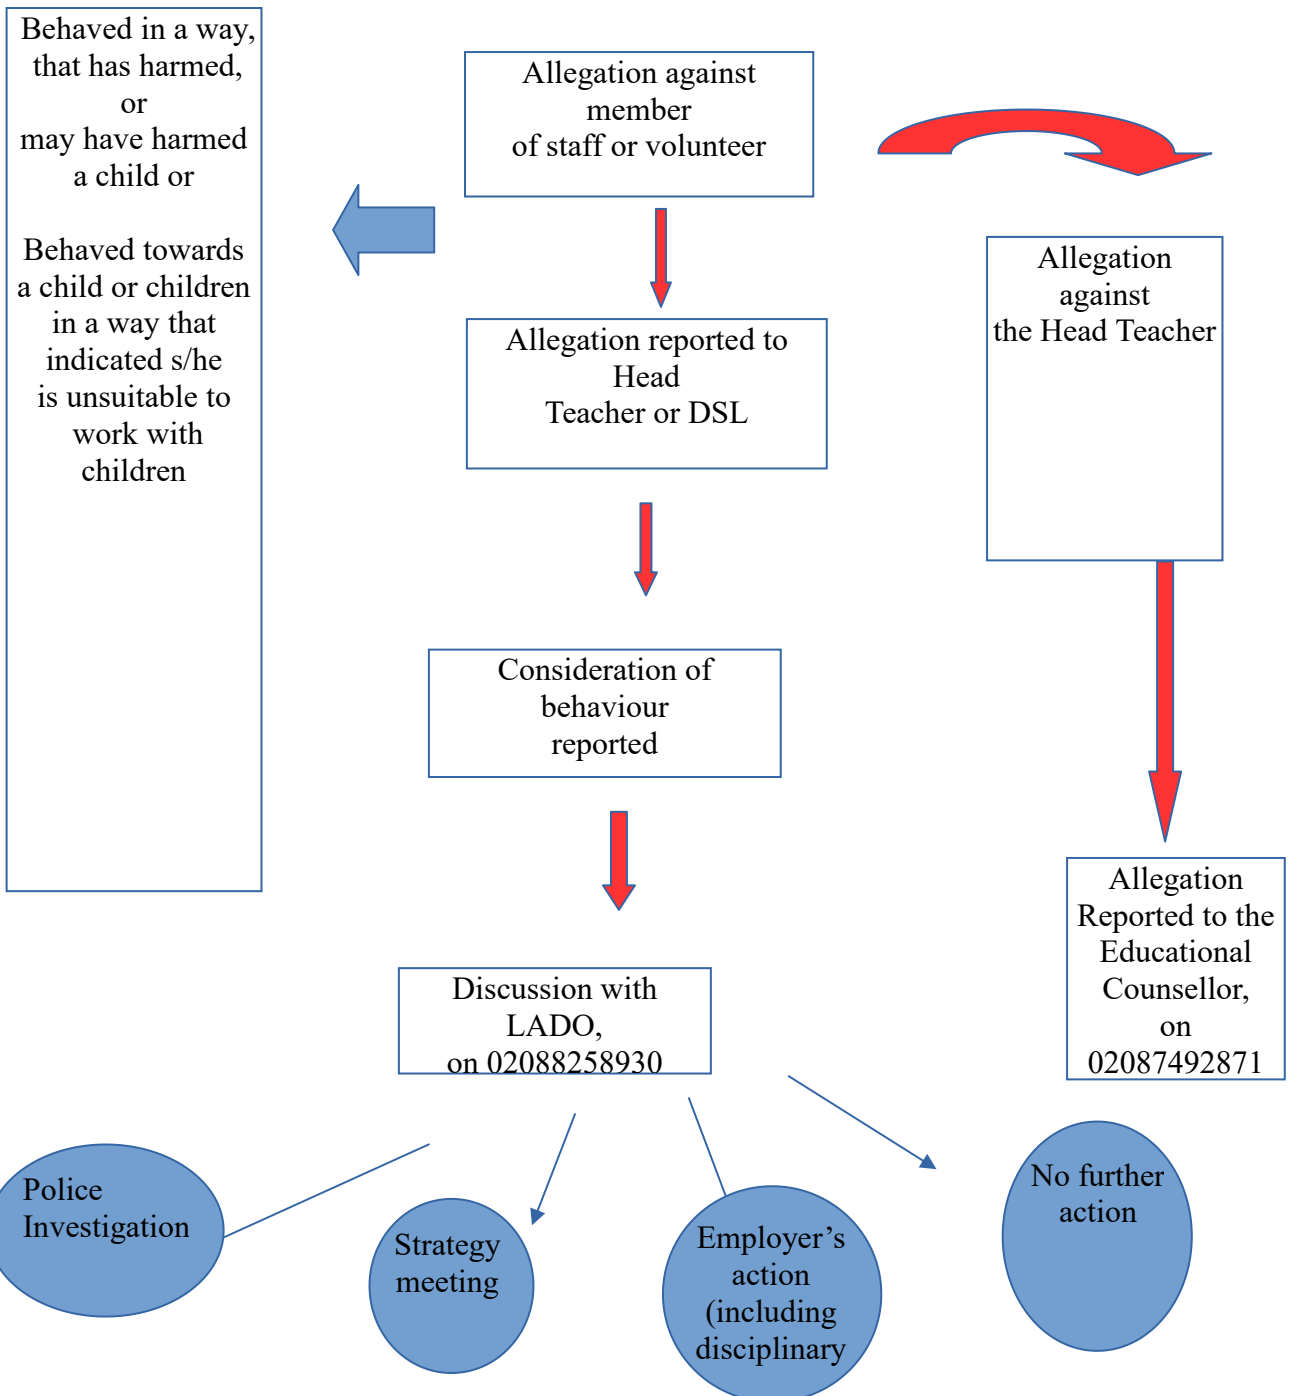 Behaved in a way,
that has harmed,
or
may have harmed
a child or
Behaved towards
a child or children
in a way that
indicated s/he
is unsuitable to
work with
children
Allegation against
member
of staff or volunteer
Allegation
against
the Head Teacher
Allegation reported to
Head
Teacher or DSL
Consideration of
behaviour
reported
Allegation
Reported to the
Educational
Counsellor,
on
02087492871
Discussion with
LADO,
on 02088258930
Police
Investigation
Strategy
meeting
Employer’s
action
(including
disciplinary
No further
action